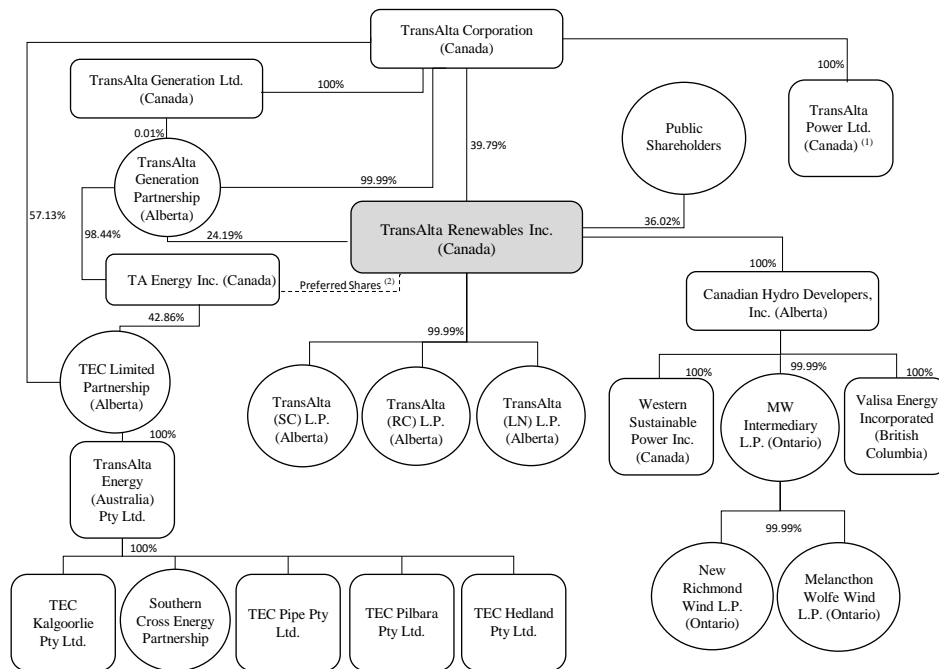 TransAlta Corporation
(Canada)
TransAlta Generation Ltd.
(Canada)
100%
100%
0.01%
39.79%
Public
Shareholders
TransAlta
Power Ltd.
(Canada) (1)
TransAlta
Generation
Partnership
(Alberta)
99.99%
57.13%
98.44%
24.19%
TransAlta Renewables Inc.
(Canada)
36.02%
TA Energy Inc. (Canada)
Preferred Shares (2)
100%
Canadian Hydro Developers,
Inc. (Alberta)
42.86%
99.99%
TEC Limited
Partnership
(Alberta)
TransAlta
(SC) L.P.
(Alberta)
TransAlta
(RC) L.P.
(Alberta)
TransAlta
(LN) L.P.
(Alberta)
100%
99.99%
100%
Western
Sustainable
Power Inc.
(Canada)
MW
Intermediary
L.P. (Ontario)
Valisa Energy
Incorporated
(British
Columbia)
100%
TransAlta
Energy
(Australia)
Pty Ltd.
100%
99.99%
TEC
Kalgoorlie
Pty Ltd.
Southern
Cross Energy
Partnership
TEC Pipe Pty
Ltd.
TEC Pilbara
Pty Ltd.
TEC Hedland
Pty Ltd.
New
Richmond
Wind L.P.
(Ontario)
Melancthon
Wolfe Wind
L.P. (Ontario)